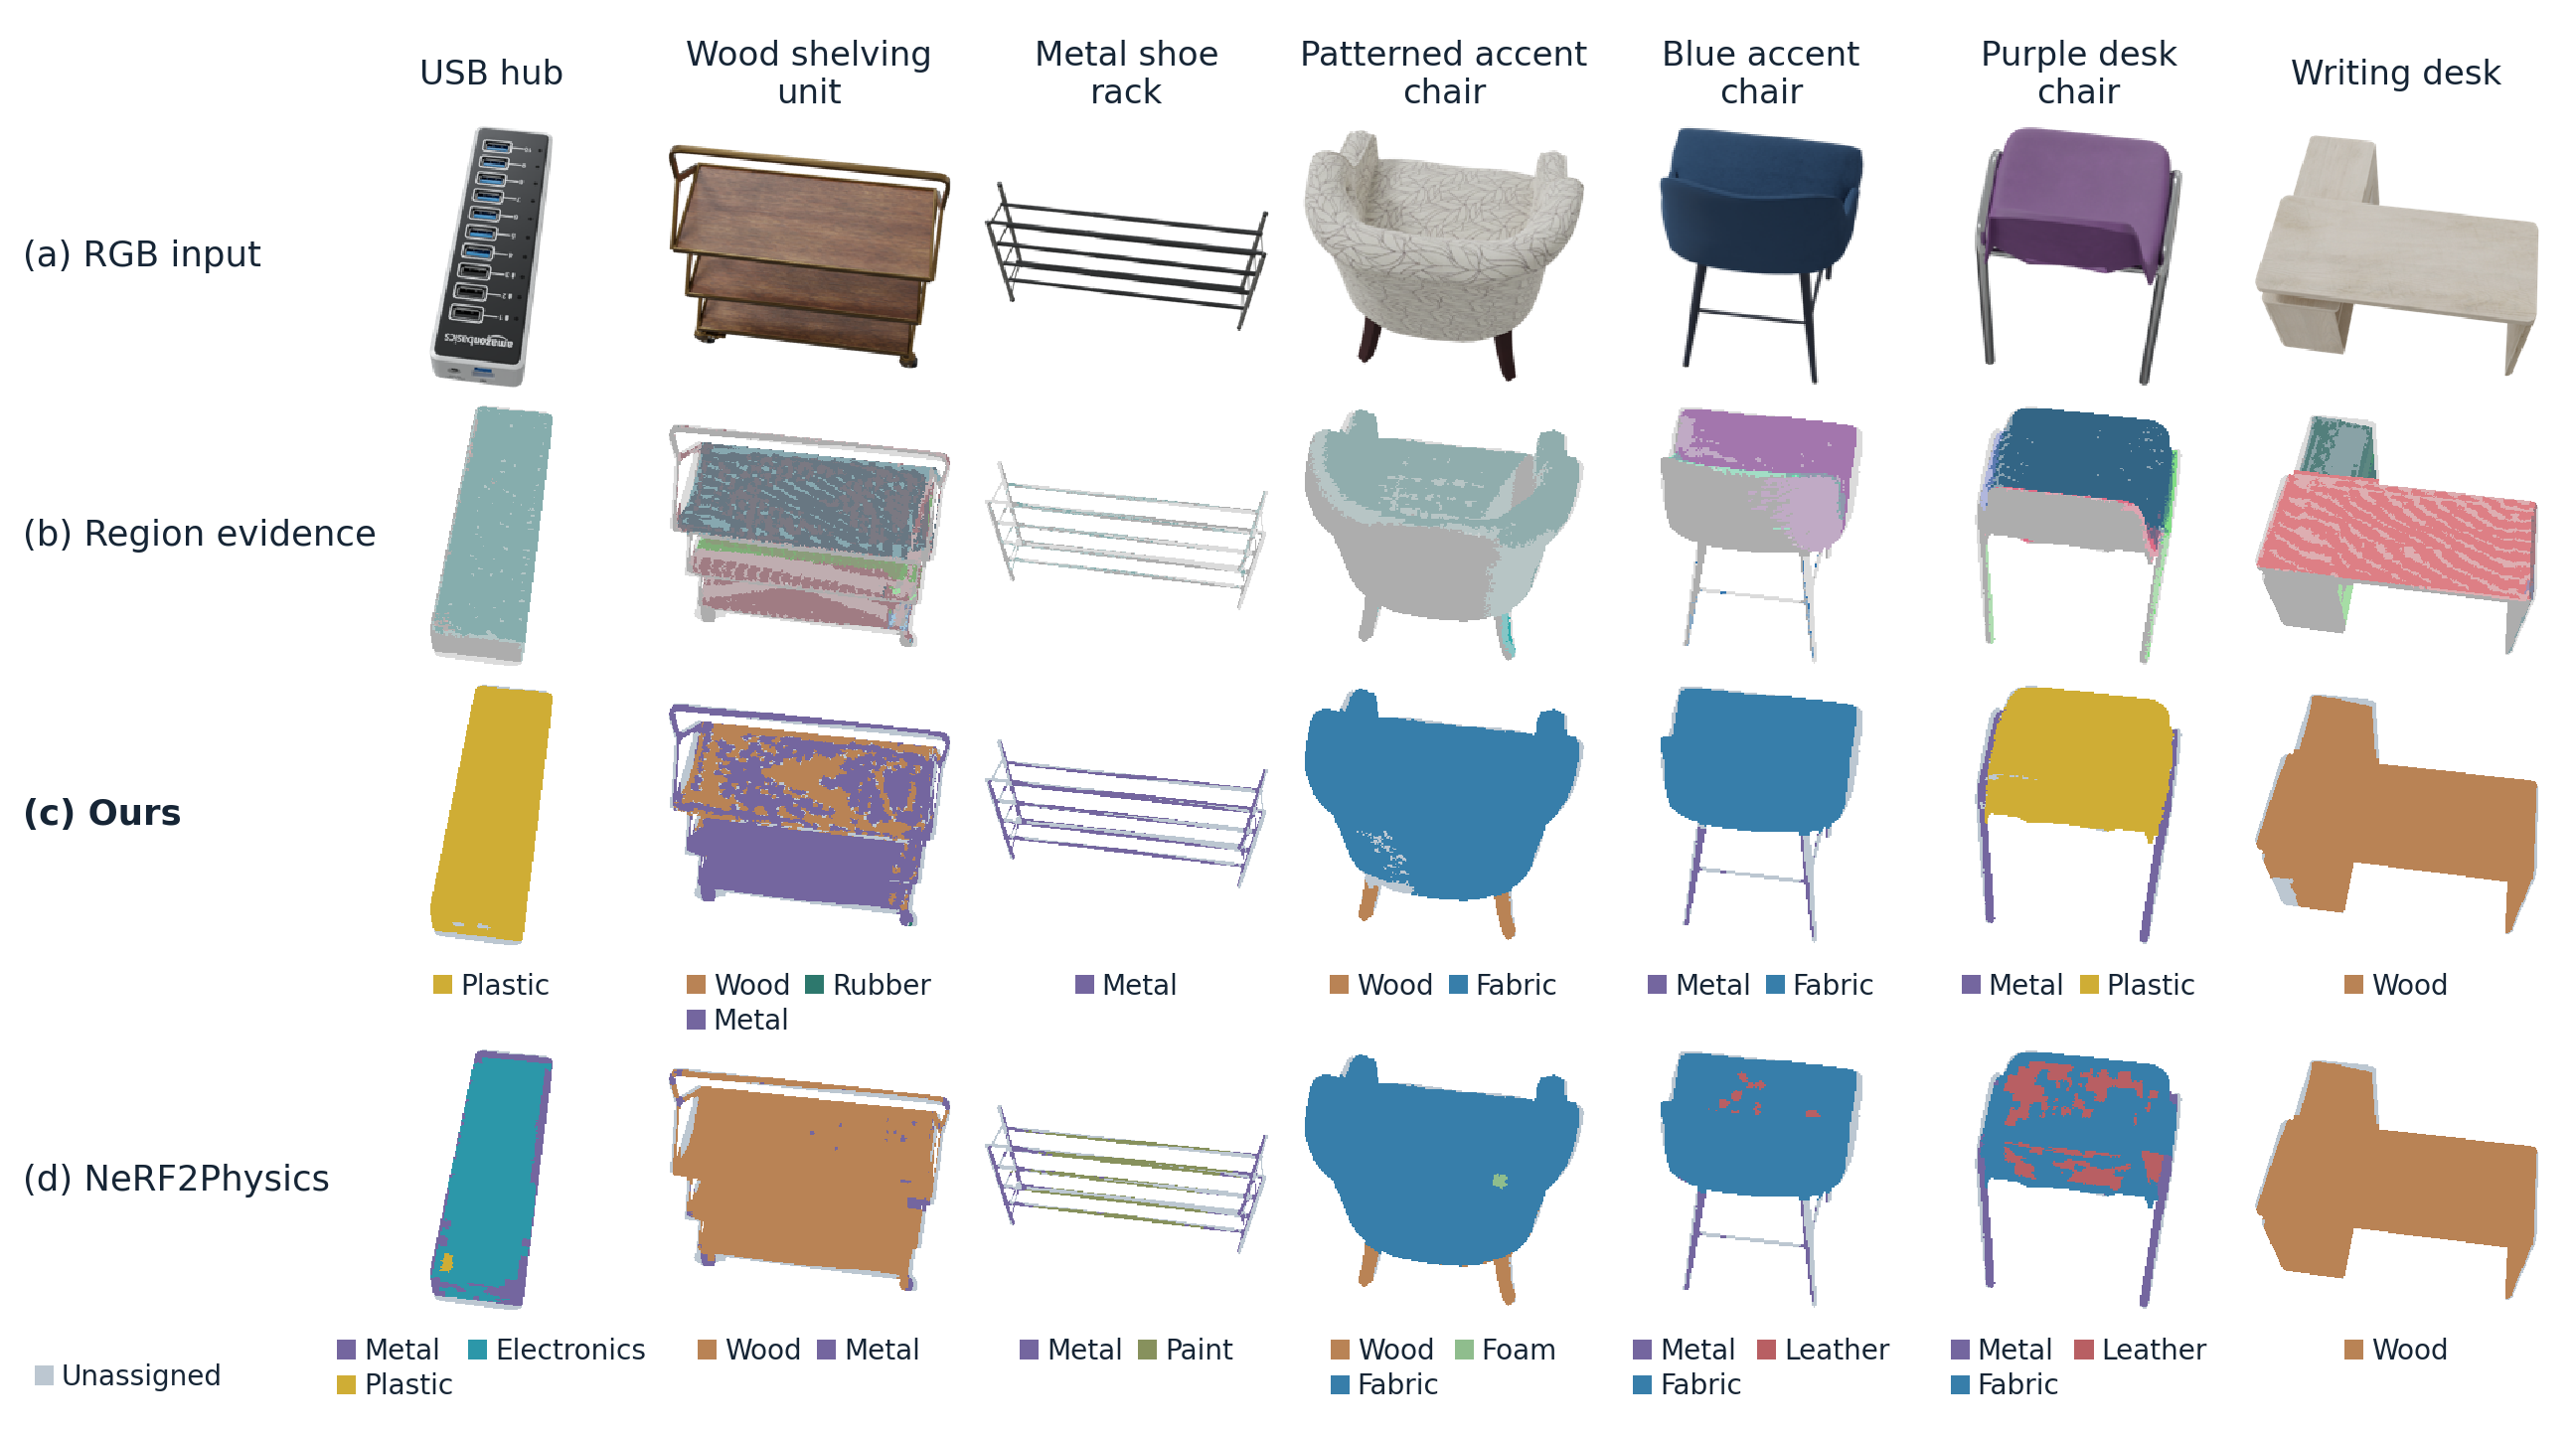 USB hub
Wood shelving
unit
Metal shoe
rack
Patterned accent
chair
Blue accent
chair
Purple desk
chair
Writing desk
(a) RGB input
amazonbasics
(b) Region evidence
(c) Ours
Plastic
Wood Rubber
Metal
Metal
Wood Fabric
Metal Fabric
Metal Plastic
Wood
(d) NeRF2Physics
Unassigned
Metal Electronics
Plastic
Wood Metal
Metal Paint
Wood Foam
Fabric
Metal Leather
Fabric
Metal Leather
Fabric
Wood